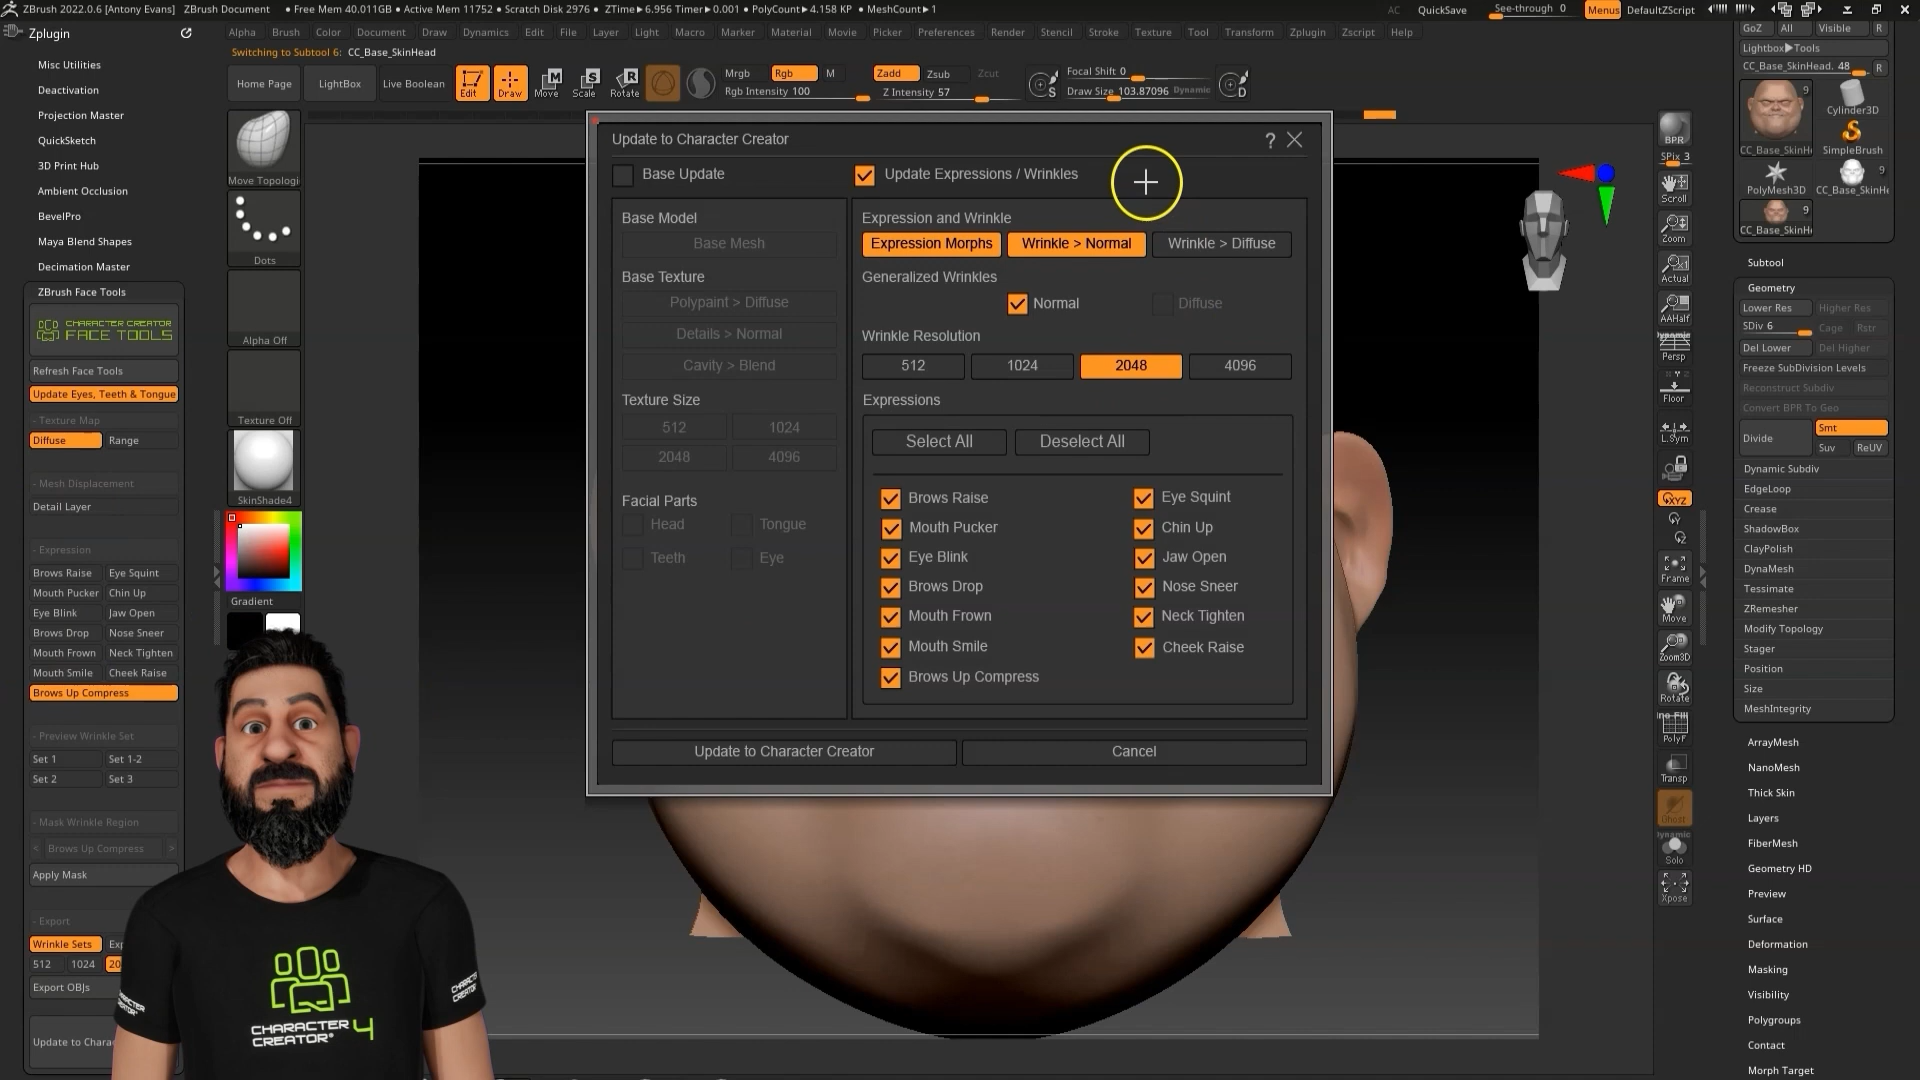 ZBrush 2022.0.6 [Antony Evans] ZBrush Document • Free Mem 40.011GB • Active Mem 11752 • Scratch Disk 2976 • ZTime▶6.956 Timer▶0.001 • PolyCount▶4.158 KP • MeshCount▶1 AC QuickSave See-through 0 Menus DefaultZScript
Zplugin
Alpha Brush Color Document Draw Dynamics Edit File Layer Light Macro Marker Material Movie Picker Preferences Render Stencil Stroke Texture Tool Transform Zplugin Zscript Help
Switching to Subtool 6: CC_Base_SkinHead
Home Page LightBox Live Boolean Edit Draw Move Scale Rotate
Mrgb Rgb M Zadd Zsub Zcut Focal Shift 0
Rgb Intensity 100 Z Intensity 57 Draw Size 103.87096 Dynamic
Misc Utilities
Deactivation
Projection Master
QuickSketch
3D Print Hub
Ambient Occlusion
BevelPro
Maya Blend Shapes
Decimation Master
ZBrush Face Tools
CHARACTER CREATOR
FACE TOOLS
Refresh Face Tools
Update Eyes, Teeth & Tongue
- Texture Map
Diffuse Range
- Mesh Displacement
Detail Layer
- Expression
Brows Raise Eye Squint
Mouth Pucker Chin Up
Eye Blink Jaw Open
Brows Drop Nose Sneer
Mouth Frown Neck Tighten
Mouth Smile Cheek Raise
Brows Up Compress
- Preview Wrinkle Set
Set 1 Set 1-2
Set 2 Set 3
- Mask Wrinkle Region
< Brows Up Compress >
Apply Mask
- Export
Wrinkle Sets Exp
512 1024 20
Export OBJs
Update to Chara
Move Topologi
Dots
Alpha Off
Texture Off
SkinShade4
Gradient
Update to Character Creator ?
Base Update
Update Expressions / Wrinkles
Base Model
Base Mesh
Base Texture
Polypaint > Diffuse
Details > Normal
Cavity > Blend
Texture Size
512 1024
2048 4096
Facial Parts
Head Tongue
Teeth Eye
Expression and Wrinkle
Expression Morphs Wrinkle > Normal Wrinkle > Diffuse
Generalized Wrinkles
Normal Diffuse
Wrinkle Resolution
512 1024 2048 4096
Expressions
Select All Deselect All
Brows Raise Eye Squint
Mouth Pucker Chin Up
Eye Blink Jaw Open
Brows Drop Nose Sneer
Mouth Frown Neck Tighten
Mouth Smile Cheek Raise
Brows Up Compress
Update to Character Creator Cancel
CHARACTER
CREATOR® 4
BPR
SPix 3
Scroll
Zoom
Actual
AAHalf
Dynamic
Persp
Floor
L.Sym
XYZ
Frame
Move
Zoom3D
Rotate
PolyF
Transp
Ghost
Dynamic
Solo
Xpose
GoZ All Visible R
Lightbox▶Tools
CC_Base_SkinHead. 48 R
9
Cylinder3D
CC_Base_SkinHe SimpleBrush
9
PolyMesh3D CC_Base_SkinHe
9
CC_Base_SkinHe
Subtool
Geometry
Lower Res Higher Res
SDiv 6 Cage Rstr
Del Lower Del Higher
Freeze SubDivision Levels
Reconstruct Subdiv
Convert BPR To Geo
Divide Smt
Suv ReUV
Dynamic Subdiv
EdgeLoop
Crease
ShadowBox
ClayPolish
DynaMesh
Tessimate
ZRemesher
Modify Topology
Stager
Position
Size
MeshIntegrity
ArrayMesh
NanoMesh
Thick Skin
Layers
FiberMesh
Geometry HD
Preview
Surface
Deformation
Masking
Visibility
Polygroups
Contact
Morph Target